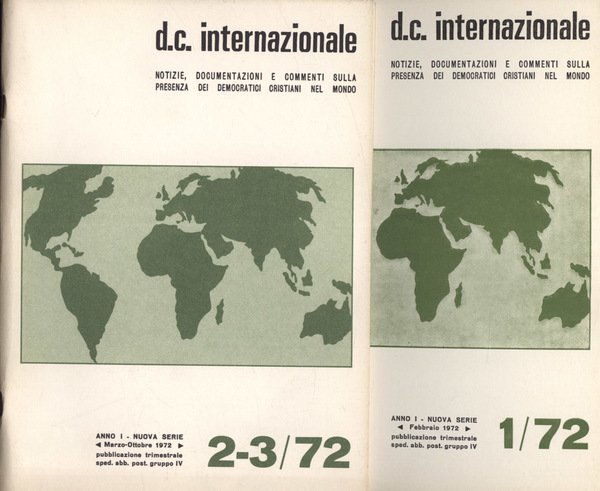 d.c. internazionale
NOTIZIE, DOCUMENTAZIONI E COMMENTI SULLA
PRESENZA DEI DEMOCRATICI CRISTIANI NEL MONDO
ANNO I - NUOVA SERIE
◄ Marzo-Ottobre 1972 ►
pubblicazione trimestrale
sped. abb. post. gruppo IV
2-3/72
d.c. internazionale
NOTIZIE, DOCUMENTAZIONI E COMMENTI SULLA
PRESENZA DEI DEMOCRATICI CRISTIANI NEL MONDO
ANNO I - NUOVA SERIE
◄ Febbraio 1972 ►
pubblicazione trimestrale
sped. abb. post. gruppo IV
1/72